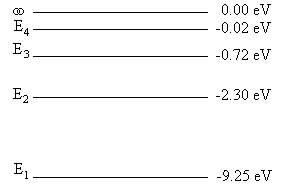 ∞ 0.00 eV
E₄ -0.02 eV
E₃ -0.72 eV
E₂ -2.30 eV
E₁ -9.25 eV